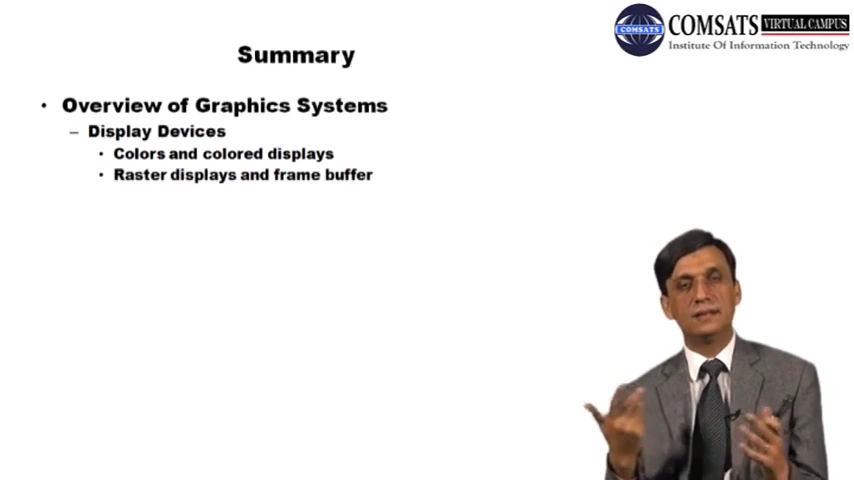 COMSATS VIRTUAL CAMPUS
COMSATS
Institute Of Information Technology
Summary
• Overview of Graphics Systems
– Display Devices
• Colors and colored displays
• Raster displays and frame buffer